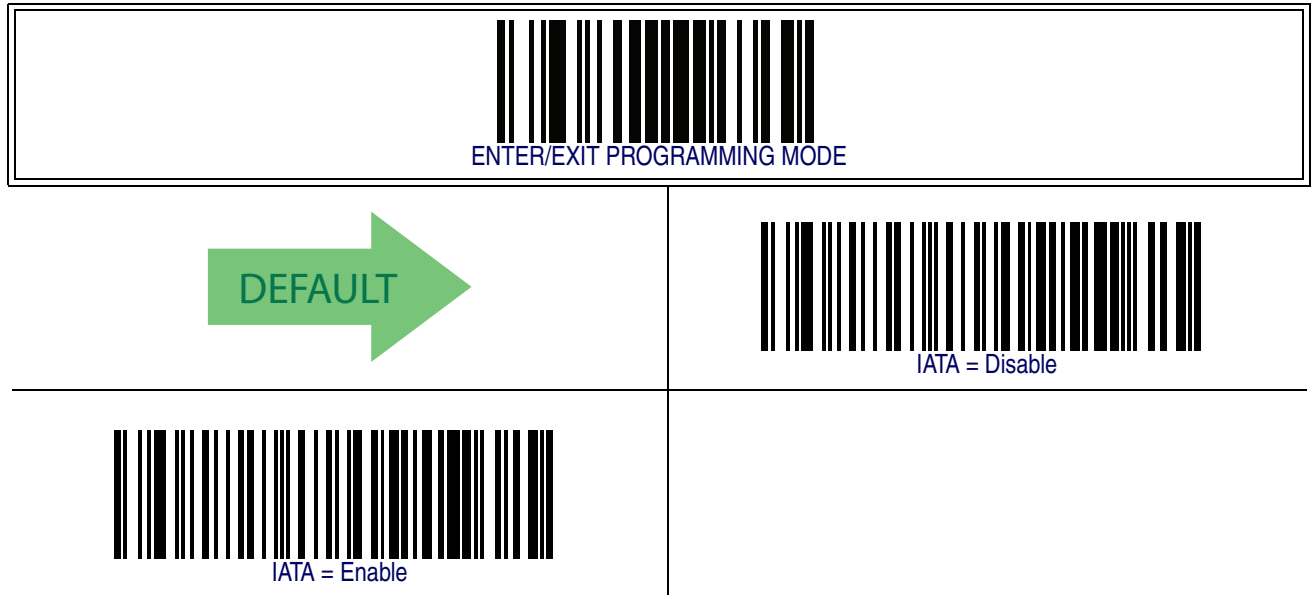 ENTER/EXIT PROGRAMMING MODE
DEFAULT
IATA = Disable
IATA = Enable